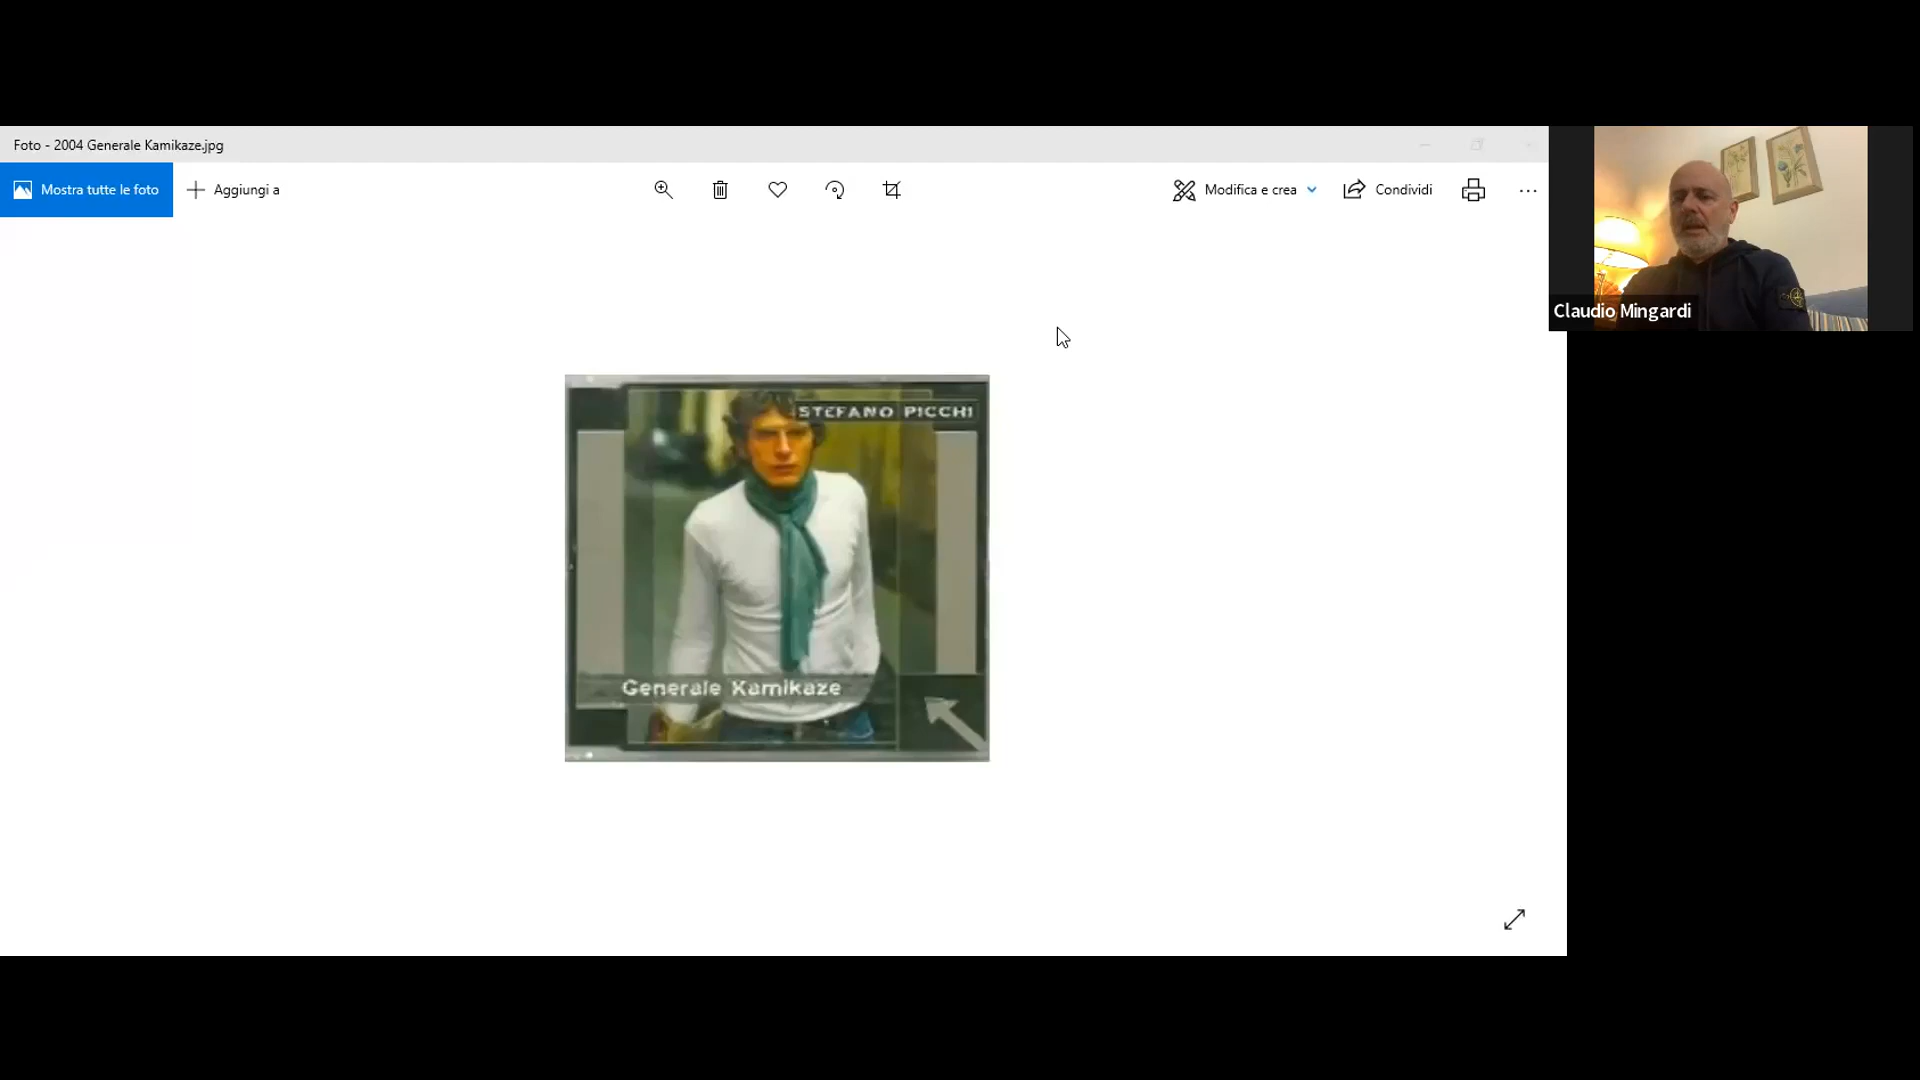 Foto - 2004 Generale Kamikaze.jpg
Mostra tutte le foto
Aggiungi a
Modifica e crea
Condividi
Claudio Mingardi
STEFANO PICCHI
Generale Kamikaze